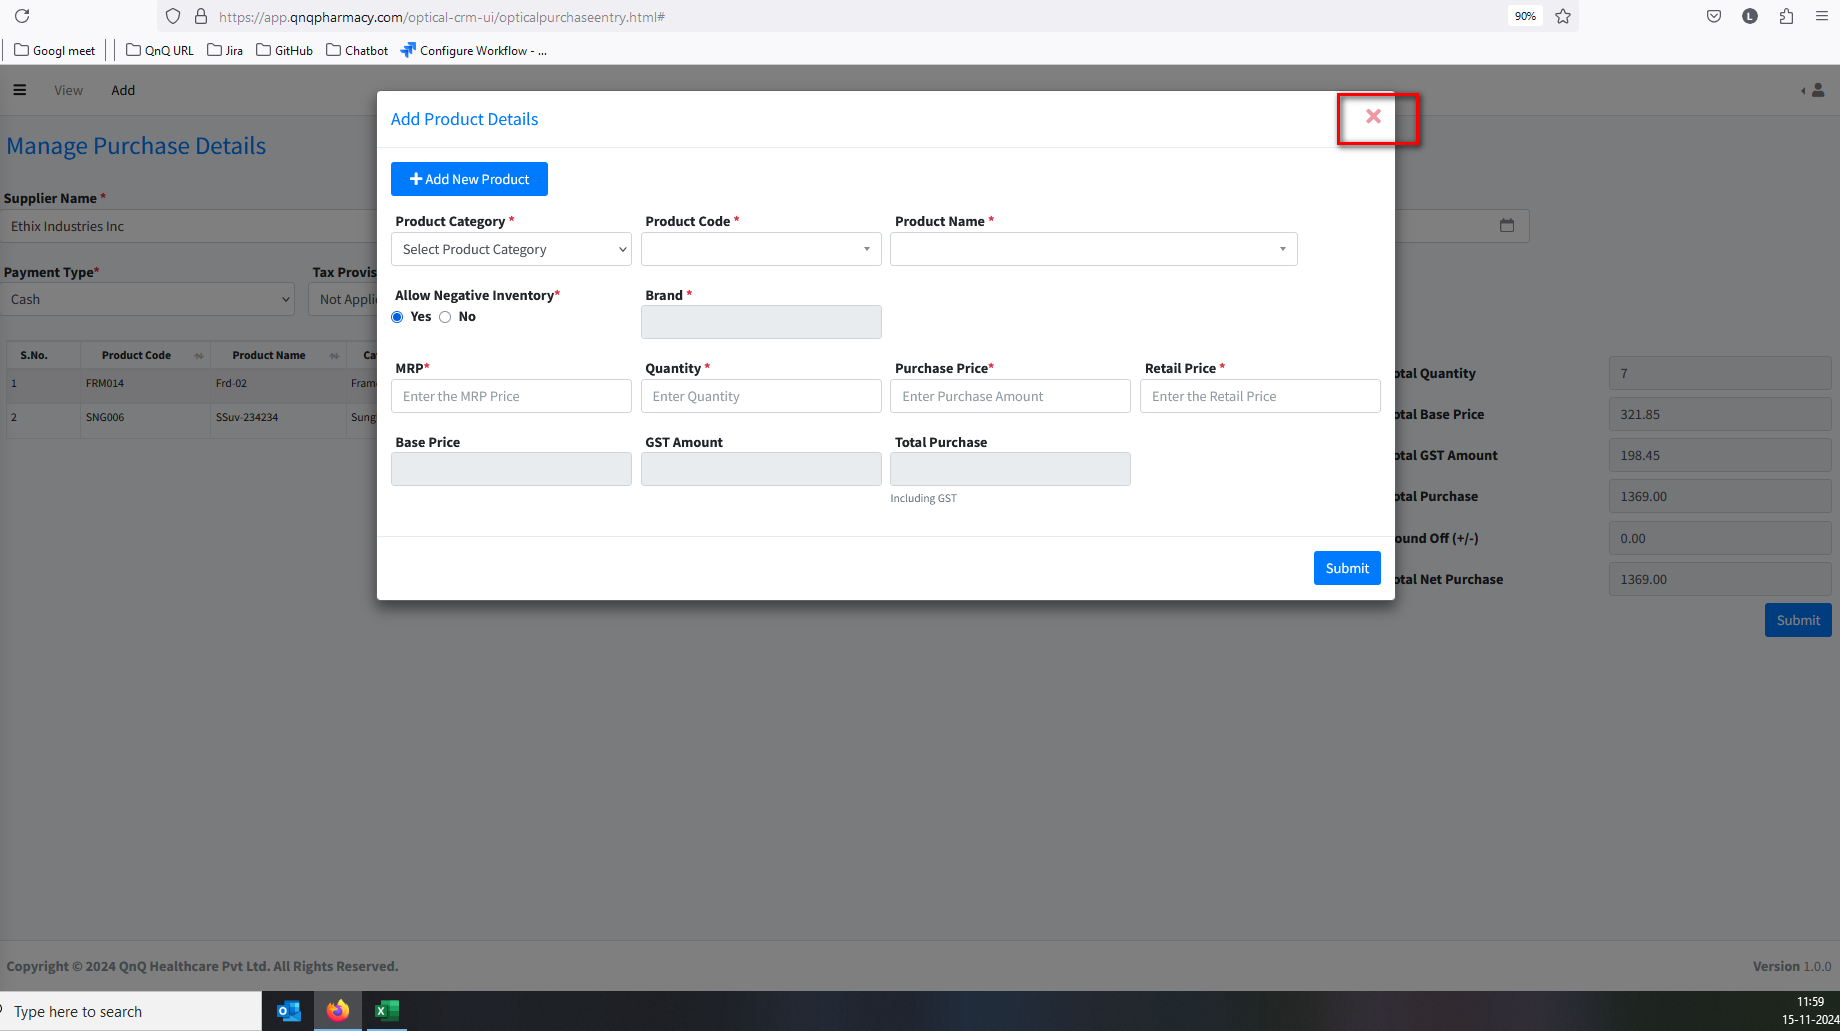 https://app.qnqpharmacy.com/optical-crm-ui/opticalpurchaseentry.html#
90%
L
Googl meet
QnQ URL
Jira
GitHub
Chatbot
Configure Workflow - ...
View
Add
Add Product Details
Manage Purchase Details
Add New Product
Supplier Name *
Ethix Industries Inc
Product Category *
Product Code *
Product Name *
Select Product Category
Payment Type*
Tax Provis
Cash
Not Appli
Allow Negative Inventory*
Brand *
Yes
No
S.No.
Product Code
Product Name
Ca
1
FRM014
Frd-02
Fram
2
SNG006
SSuv-234234
Sung
MRP*
Quantity *
Purchase Price*
Retail Price *
Enter the MRP Price
Enter Quantity
Enter Purchase Amount
Enter the Retail Price
Base Price
GST Amount
Total Purchase
Including GST
Submit
otal Quantity
7
otal Base Price
321.85
otal GST Amount
198.45
otal Purchase
1369.00
ound Off (+/-)
0.00
otal Net Purchase
1369.00
Submit
Copyright © 2024 QnQ Healthcare Pvt Ltd. All Rights Reserved.
Version 1.0.0
Type here to search
11:59
15-11-2024